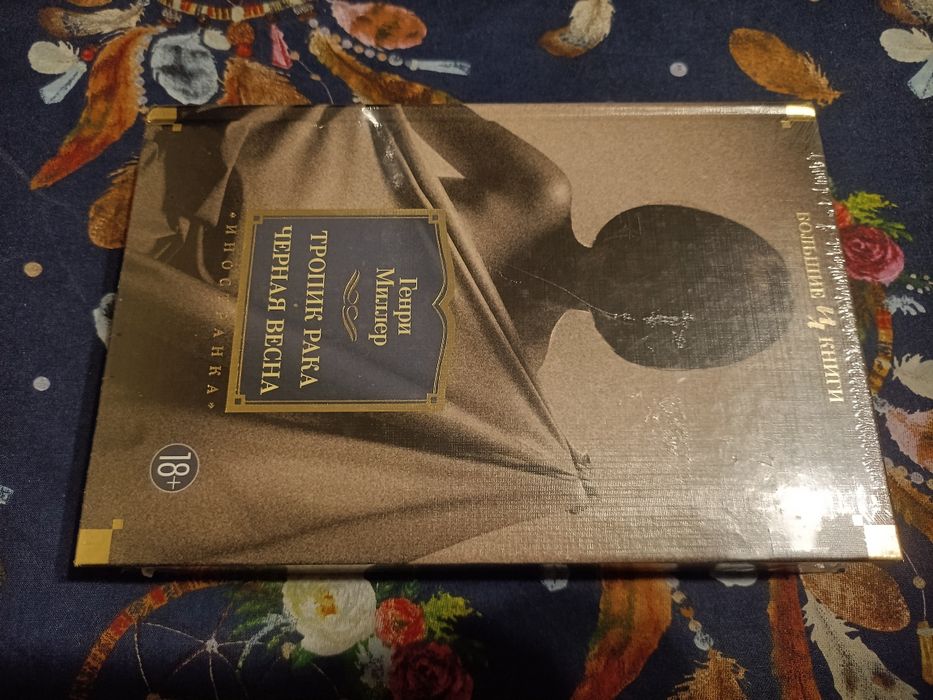 БОЛЬШИЕ КНИГИ
Генри
Миллер
ТРОПИК РАКА
ЧЕРНАЯ ВЕСНА
18+